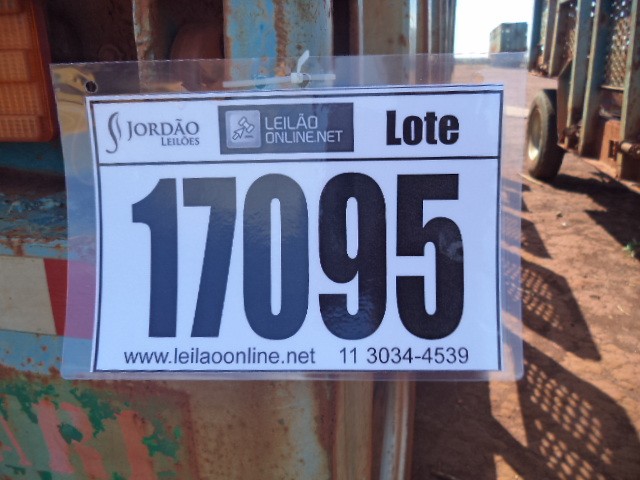 JORDÃO LEILÕES
LEILÃO ONLINE.NET
Lote
17095
www.leilaoonline.net 11 3034-4539